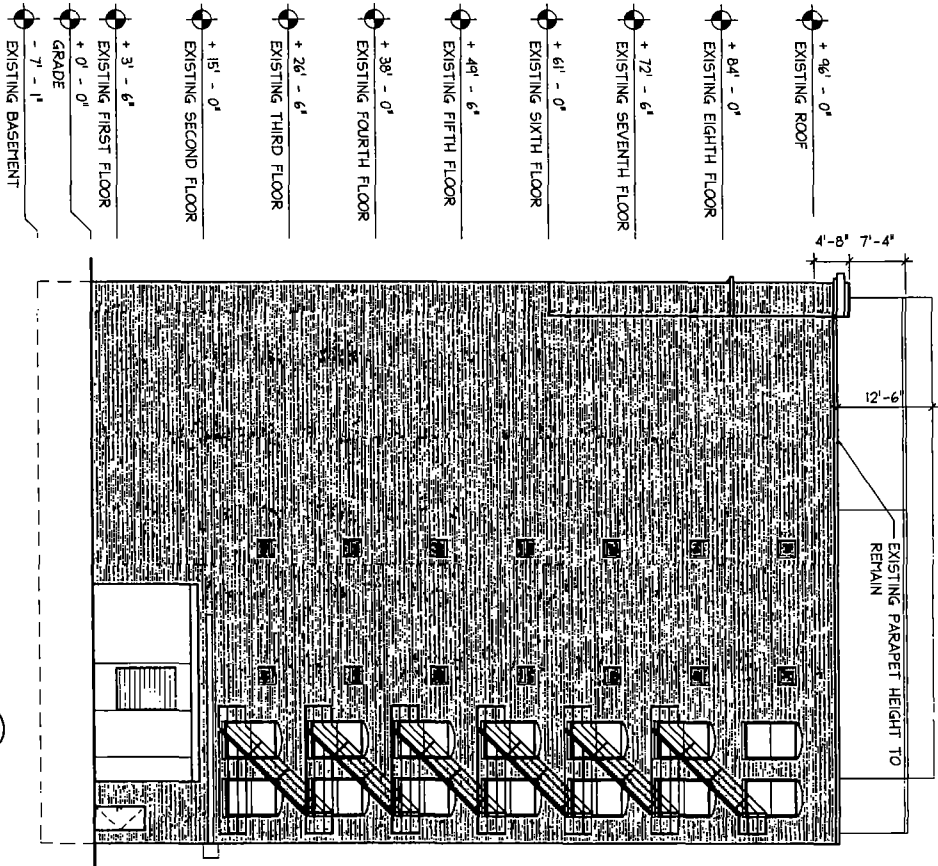 + 96' - 0"
EXISTING ROOF
+ 84' - 0"
EXISTING EIGHTH FLOOR
+ 72' - 6"
EXISTING SEVENTH FLOOR
+ 61' - 0"
EXISTING SIXTH FLOOR
+ 49' - 6"
EXISTING FIFTH FLOOR
+ 38' - 0"
EXISTING FOURTH FLOOR
+ 26' - 6"
EXISTING THIRD FLOOR
+ 15' - 0"
EXISTING SECOND FLOOR
+ 3' - 6"
EXISTING FIRST FLOOR
+ 0' - 0"
GRADE
- 7' - 1"
EXISTING BASEMENT
4'-8" 7'-4"
12'-6"
EXISTING PARAPET HEIGHT TO
REMAIN